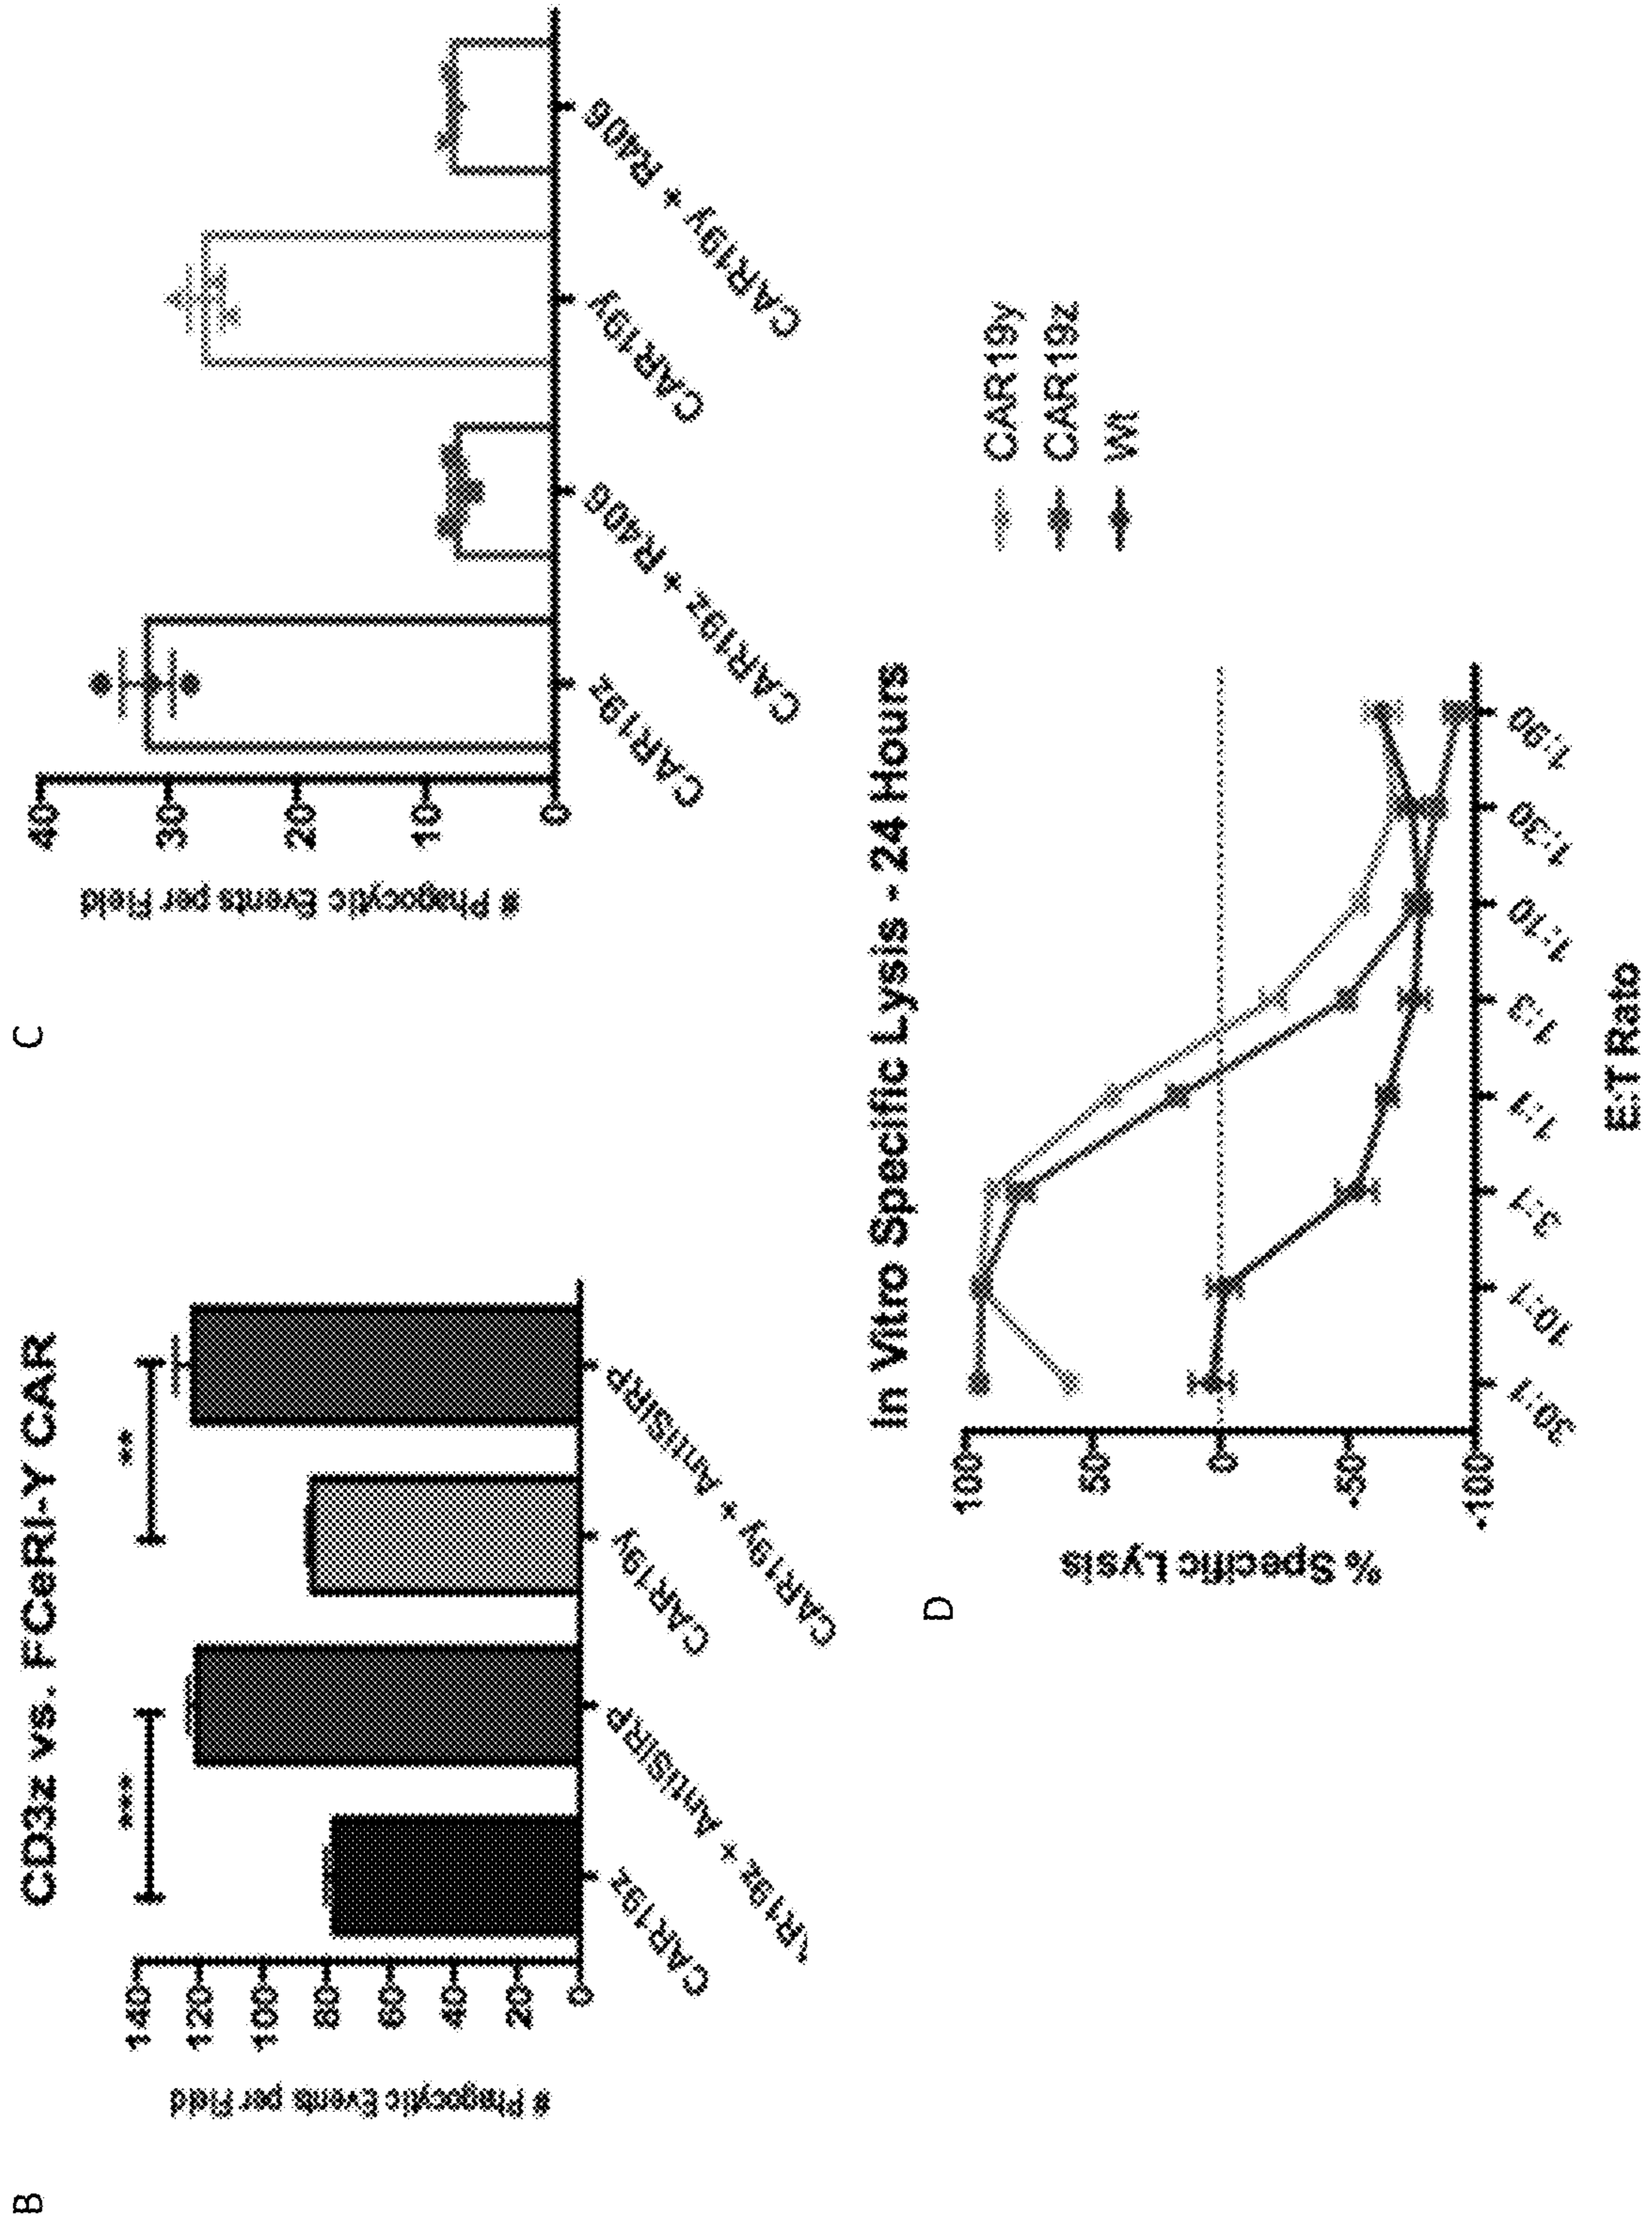 B
CD3z vs. FCeRI-Y CAR
# Phagocytic Events per Field
140
120
100
80
60
40
20
0
****
**
CAR19z
R19z + AntiSIRP
CAR19y
CAR19y + AntiSIRP
C
# Phagocytic Events per Field
40
30
20
10
0
CAR19z
CAR19z + R406
CAR19y
CAR19y + R406
D
In Vitro Specific Lysis - 24 Hours
% Specific Lysis
100
50
0
-50
-100
30:1
10:1
3:1
1:1
1:3
1:10
1:30
1:90
E:T Rato
CAR19y
CAR19z
Wt